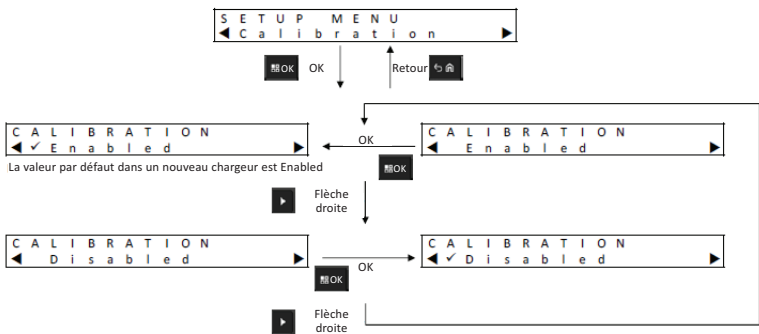 SETUP MENU
◀ Calibration ▶
OK OK Retour
CALIBRATION
◀ ✓ Enabled ▶
OK
OK
CALIBRATION
◀ Enabled ▶
La valeur par défaut dans un nouveau chargeur est Enabled
Flèche
droite
CALIBRATION
◀ Disabled ▶
OK
OK
CALIBRATION
◀ ✓ Disabled ▶
Flèche
droite